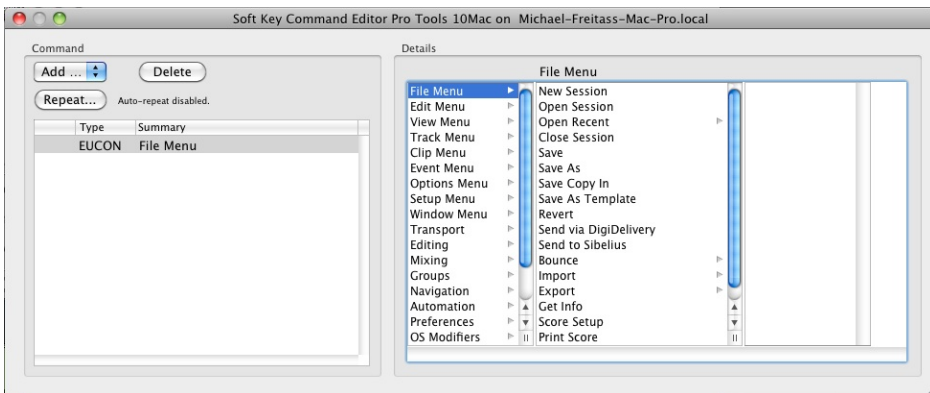 Soft Key Command Editor Pro Tools 10Mac on Michael-Freitass-Mac-Pro.local
Command
Add ...
Delete
Repeat...
Auto-repeat disabled.
Type Summary
EUCON File Menu
Details
File Menu
File Menu
Edit Menu
View Menu
Track Menu
Clip Menu
Event Menu
Options Menu
Setup Menu
Window Menu
Transport
Editing
Mixing
Groups
Navigation
Automation
Preferences
OS Modifiers
New Session
Open Session
Open Recent
Close Session
Save
Save As
Save Copy In
Save As Template
Revert
Send via DigiDelivery
Send to Sibelius
Bounce
Import
Export
Get Info
Score Setup
Print Score